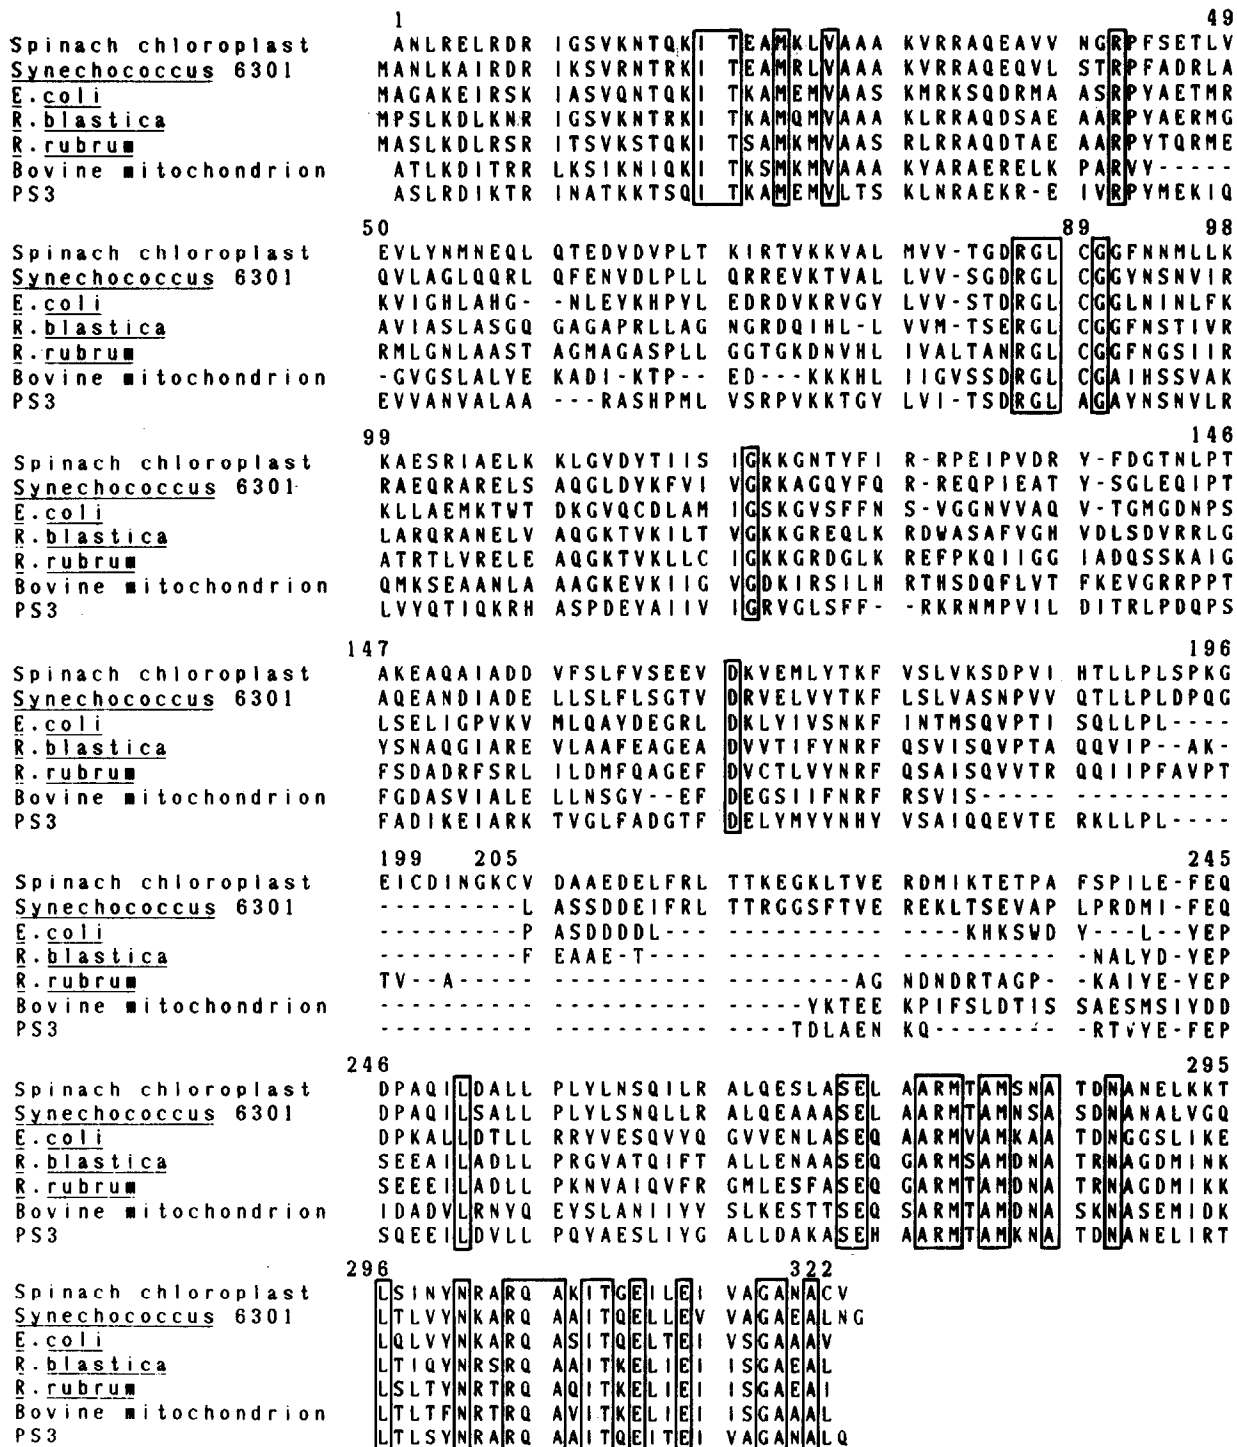 1 49
Spinach chloroplast ANLRELRDR IGSVKNTQKI TEAMKLVAAA KVRRAQEAVV NGRPFSETLV
Synechococcus 6301 MANLKAIRDR IKSVRNTRKI TEAMRLVAAA KVRRAQEQVL STRPFADRLA
E.coli MAGAKEIRSK IASVQNTQKI TKAMEMVAAS KMRKSQDRMA ASRPYAETMR
R.blastica MPSLKDLKNR IGSVKNTRKI TKAMQMVAAA KLRRAQDSAE AARPYAERMG
R.rubrum MASLKDLRSR ITSVKSTQKI TSAMKMVAAS RLRRAQDTAE AARPYTQRME
Bovine mitochondrion ATLKDITRR LKSIKNIQKI TKSMKMVAAA KYARAERELK PARVY-----
PS3 ASLRDIKTR INATKKTSQI TKAMEMVLTS KLNRAEKR-E IVRPYMEKIQ
50 89 98
Spinach chloroplast EVLYNMNEQL QTEDVDVPLT KIRTVKKVAL MVV-TGDRGL CGGFNNMLLK
Synechococcus 6301 QVLAGLQQRL QFENVDLPLL QRREVKTVAL LVV-SGDRGL CGGYNSNVIR
E.coli KVIGHLAHG- -NLEYKHPYL EDRDVKRVGY LVV-STDRGL CGGLNINLFK
R.blastica AVIASLASGQ GAGAPRLLAG NGRDQIHL-L VVM-TSERGL CGGFNSTIVR
R.rubrum RMLGNLAAST AGMAGASPLL GGTGKDNVHL IVALTANRGL CGGFNGSIIR
Bovine mitochondrion -GVGSLALYE KADI-KTP-- ED---KKKHL IIGVSSDRGL CGAIHSSVAK
PS3 EVVANVALAA ---RASHPML VSRPVKKTGY LVI-TSDRGL AGAYNSNVLR
99 146
Spinach chloroplast KAESRIAELK KLGVDYTIIS IGKKGNTYFI R-RPEIPVDR Y-FDGTNLPT
Synechococcus 6301 RAEQRARELS AQGLDYKFVI VGRKAGQYFQ R-REQPIEAT Y-SGLEQIPT
E.coli KLLAEMKTWT DKGVQCDLAM IGSKGVSFFN S-VGGNVVAQ V-TGMGDNPS
R.blastica LARQRANELV AQGKTVKILT VGKKGREQLK RDWASAFVGH VDLSDVRRLG
R.rubrum ATRTLVRELE AQGKTVKLLC IGKKGRDGLK REFPKQIIGG IADQSSKAIG
Bovine mitochondrion QMKSEAANLA AAGKEVKIIG VGDKIRSILH RTHSDQFLVT FKEVGRRPPT
PS3 LVYQTIQKRH ASPDEYAIIV IGRVGLSFF- -RKRNMPVIL DITRLPDQPS
147 196
Spinach chloroplast AKEAQAIADD VFSLFVSEEV DKVEMLYTKF VSLVKSDPVI HTLLPLSPKG
Synechococcus 6301 AQEANDIADE LLSLFLSGTV DRVELVYTKF LSLVASNPVV QTLLPLDPQG
E.coli LSELIGPVKV MLQAYDEGRL DKLYIVSNKF INTMSQVPTI SQLLPL----
R.blastica YSNAQGIARE VLAAFEAGEA DVVTIFYNRF QSVISQVPTA QQVIP--AK-
R.rubrum FSDADRFSRL ILDMFQAGEF DVCTLVYNRF QSAISQVVTR QQIIPFAVPT
Bovine mitochondrion FGDASVIALE LLNSGY--EF DEGSIIFNRF RSVIS----- ----------
PS3 FADIKEIARK TVGLFADGTF DELYMVYNHY VSAIQQEVTE RKLLPL----
199 205 245
Spinach chloroplast EICDINGKCV DAAEDELFRL TTKEGKLTVE RDMIKTETPA FSPILE-FEQ
Synechococcus 6301 ---------L ASSDDEIFRL TTRGGSFTVE REKLTSEVAP LPRDMI-FEQ
E.coli ---------P ASDDDDL--- ---------- ----KHKSWD Y---L--YEP
R.blastica ---------F EAAE-T---- ---------- ---------- -NALYD-YEP
R.rubrum TV--A----- ---------- --------AG NDNDRTAGP- -KAIYE-YEP
Bovine mitochondrion ---------- ---------- -----YKTEE KPIFSLDTIS SAESMSIYDD
PS3 ---------- ---------- ----TDLAEN KQ-------- -RTVYE-FEP
246 295
Spinach chloroplast DPAQILDALL PLYLNSQILR ALQESLASEL AARMTAMSNA TDNANELKKT
Synechococcus 6301 DPAQILSALL PLYLSNQLLR ALQEAAASEL AARMTAMNSA SDNANALVGQ
E.coli DPKALLDTLL RRYVESQVYQ GVVENLASEQ AARMVAMKAA TDNGGSLIKE
R.blastica SEEAILADLL PRGVATQIFT ALLENAASEQ GARMSAMDNA TRNAGDMINK
R.rubrum SEEEILADLL PKNVAIQVFR GMLESFASEQ GARMTAMDNA TRNAGDMIKK
Bovine mitochondrion IDADVLRNYQ EYSLANIIYY SLKESTTSEQ SARMTAMDNA SKNASEMIDK
PS3 SQEEILDVLL PQYAESLIYG ALLDAKASEH AARMTAMKNA TDNANELIRT
296 322
Spinach chloroplast LSINYNRARQ AKITGEILEI VAGANACV
Synechococcus 6301 LTLVYNKARQ AAITQELLEV VAGAEALNG
E.coli LQLVYNKARQ ASITQELTEI VSGAAAV
R.blastica LTIQVNRSRQ AAITKELIEI ISGAEAL
R.rubrum LSLTYNRTRQ AQITKELIEI ISGAEAI
Bovine mitochondrion LTLTFNRTRQ AVITKELIEI ISGAAAL
PS3 LTLSYNRARQ AAITQEITEI VAGANALQ